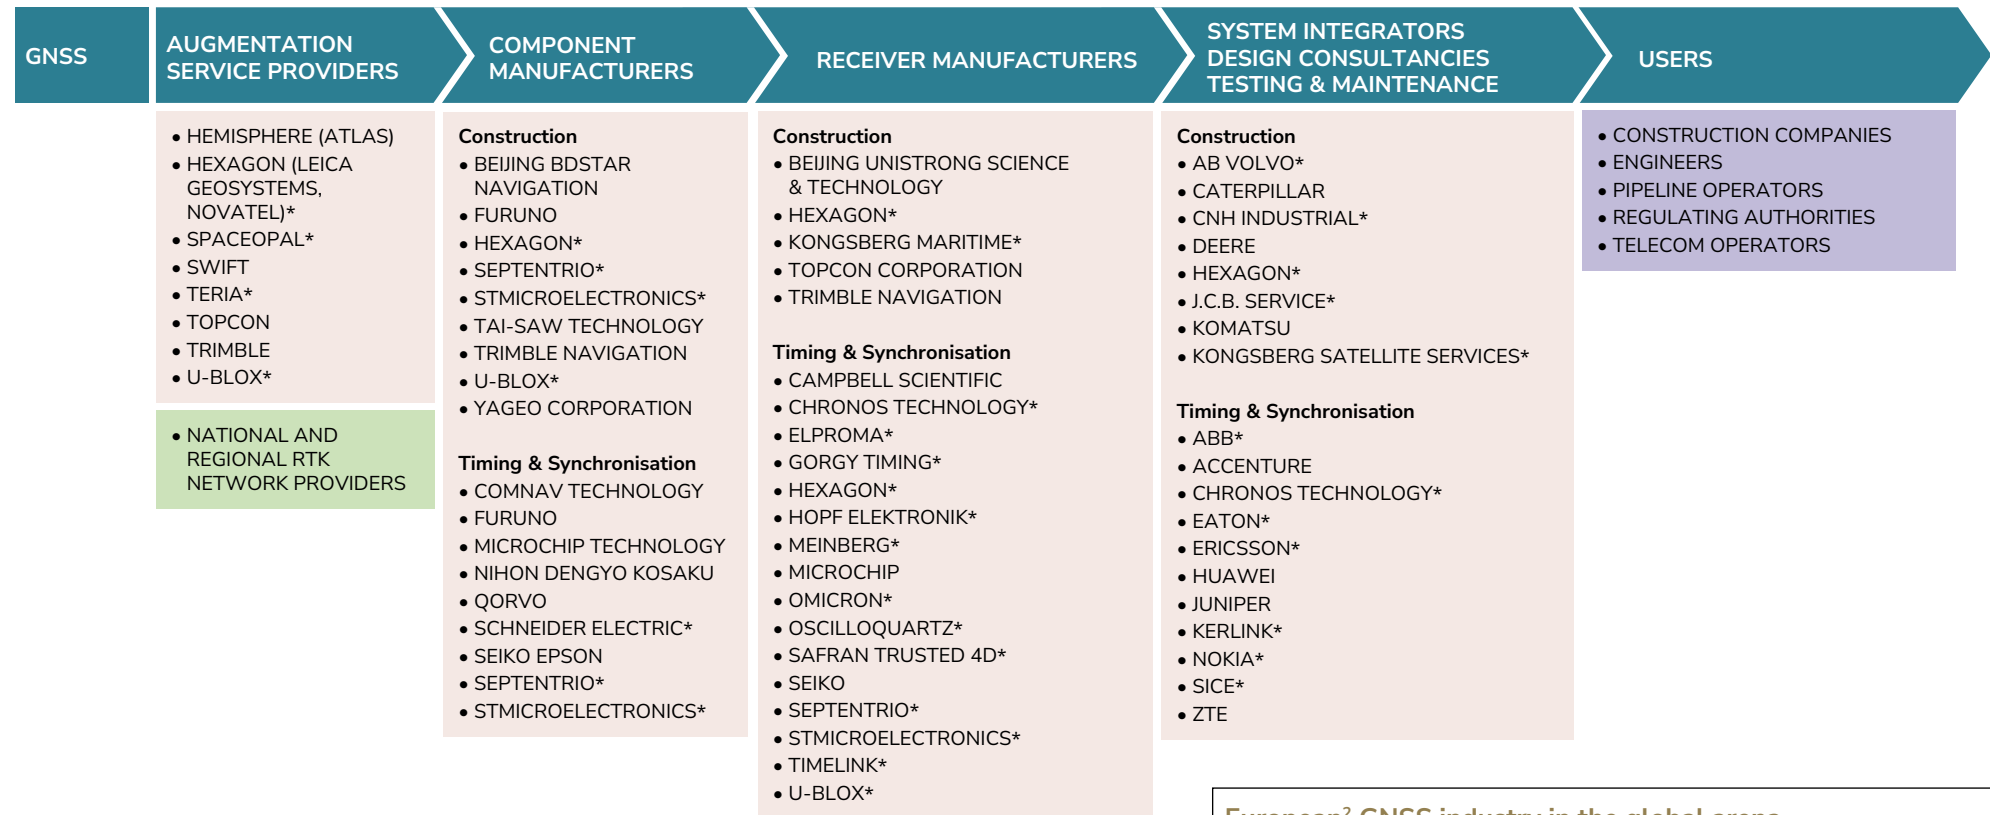 GNSS
AUGMENTATION
SERVICE PROVIDERS
COMPONENT
MANUFACTURERS
RECEIVER MANUFACTURERS
SYSTEM INTEGRATORS
DESIGN CONSULTANCIES
TESTING & MAINTENANCE
USERS
• HEMISPHERE (ATLAS)
• HEXAGON (LEICA
GEOSYSTEMS,
NOVATEL)*
• SPACEOPAL*
• SWIFT
• TERIA*
• TOPCON
• TRIMBLE
• U-BLOX*
• NATIONAL AND
REGIONAL RTK
NETWORK PROVIDERS
Construction
• BEIJING BDSTAR
NAVIGATION
• FURUNO
• HEXAGON*
• SEPTENTRIO*
• STMICROELECTRONICS*
• TAI-SAW TECHNOLOGY
• TRIMBLE NAVIGATION
• U-BLOX*
• YAGEO CORPORATION
Timing & Synchronisation
• COMNAV TECHNOLOGY
• FURUNO
• MICROCHIP TECHNOLOGY
• NIHON DENGYO KOSAKU
• QORVO
• SCHNEIDER ELECTRIC*
• SEIKO EPSON
• SEPTENTRIO*
• STMICROELECTRONICS*
Construction
• BEIJING UNISTRONG SCIENCE
& TECHNOLOGY
• HEXAGON*
• KONGSBERG MARITIME*
• TOPCON CORPORATION
• TRIMBLE NAVIGATION
Timing & Synchronisation
• CAMPBELL SCIENTIFIC
• CHRONOS TECHNOLOGY*
• ELPROMA*
• GORGY TIMING*
• HEXAGON*
• HOPF ELEKTRONIK*
• MEINBERG*
• MICROCHIP
• OMICRON*
• OSCILLOQUARTZ*
• SAFRAN TRUSTED 4D*
• SEIKO
• SEPTENTRIO*
• STMICROELECTRONICS*
• TIMELINK*
• U-BLOX*
Construction
• AB VOLVO*
• CATERPILLAR
• CNH INDUSTRIAL*
• DEERE
• HEXAGON*
• J.C.B. SERVICE*
• KOMATSU
• KONGSBERG SATELLITE SERVICES*
Timing & Synchronisation
• ABB*
• ACCENTURE
• CHRONOS TECHNOLOGY*
• EATON*
• ERICSSON*
• HUAWEI
• JUNIPER
• KERLINK*
• NOKIA*
• SICE*
• ZTE
• CONSTRUCTION COMPANIES
• ENGINEERS
• PIPELINE OPERATORS
• REGULATING AUTHORITIES
• TELECOM OPERATORS
European² GNSS industry in the global arena